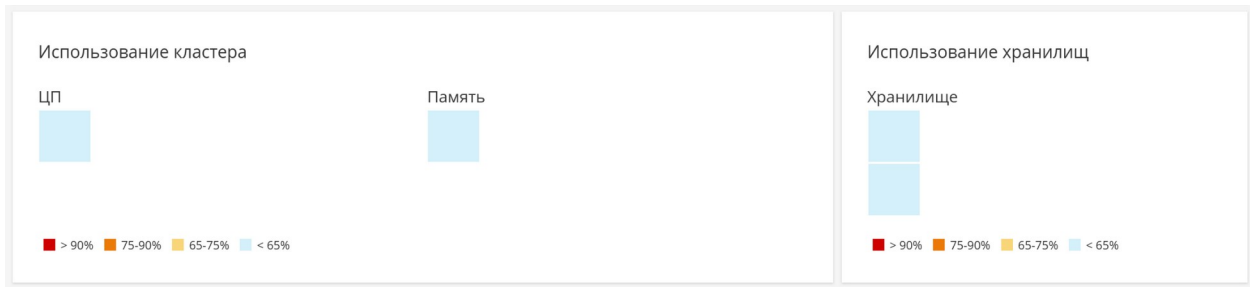 Использование кластера
ЦП
Память
> 90% 75-90% 65-75% < 65%
Использование хранилищ
Хранилище
> 90% 75-90% 65-75% < 65%